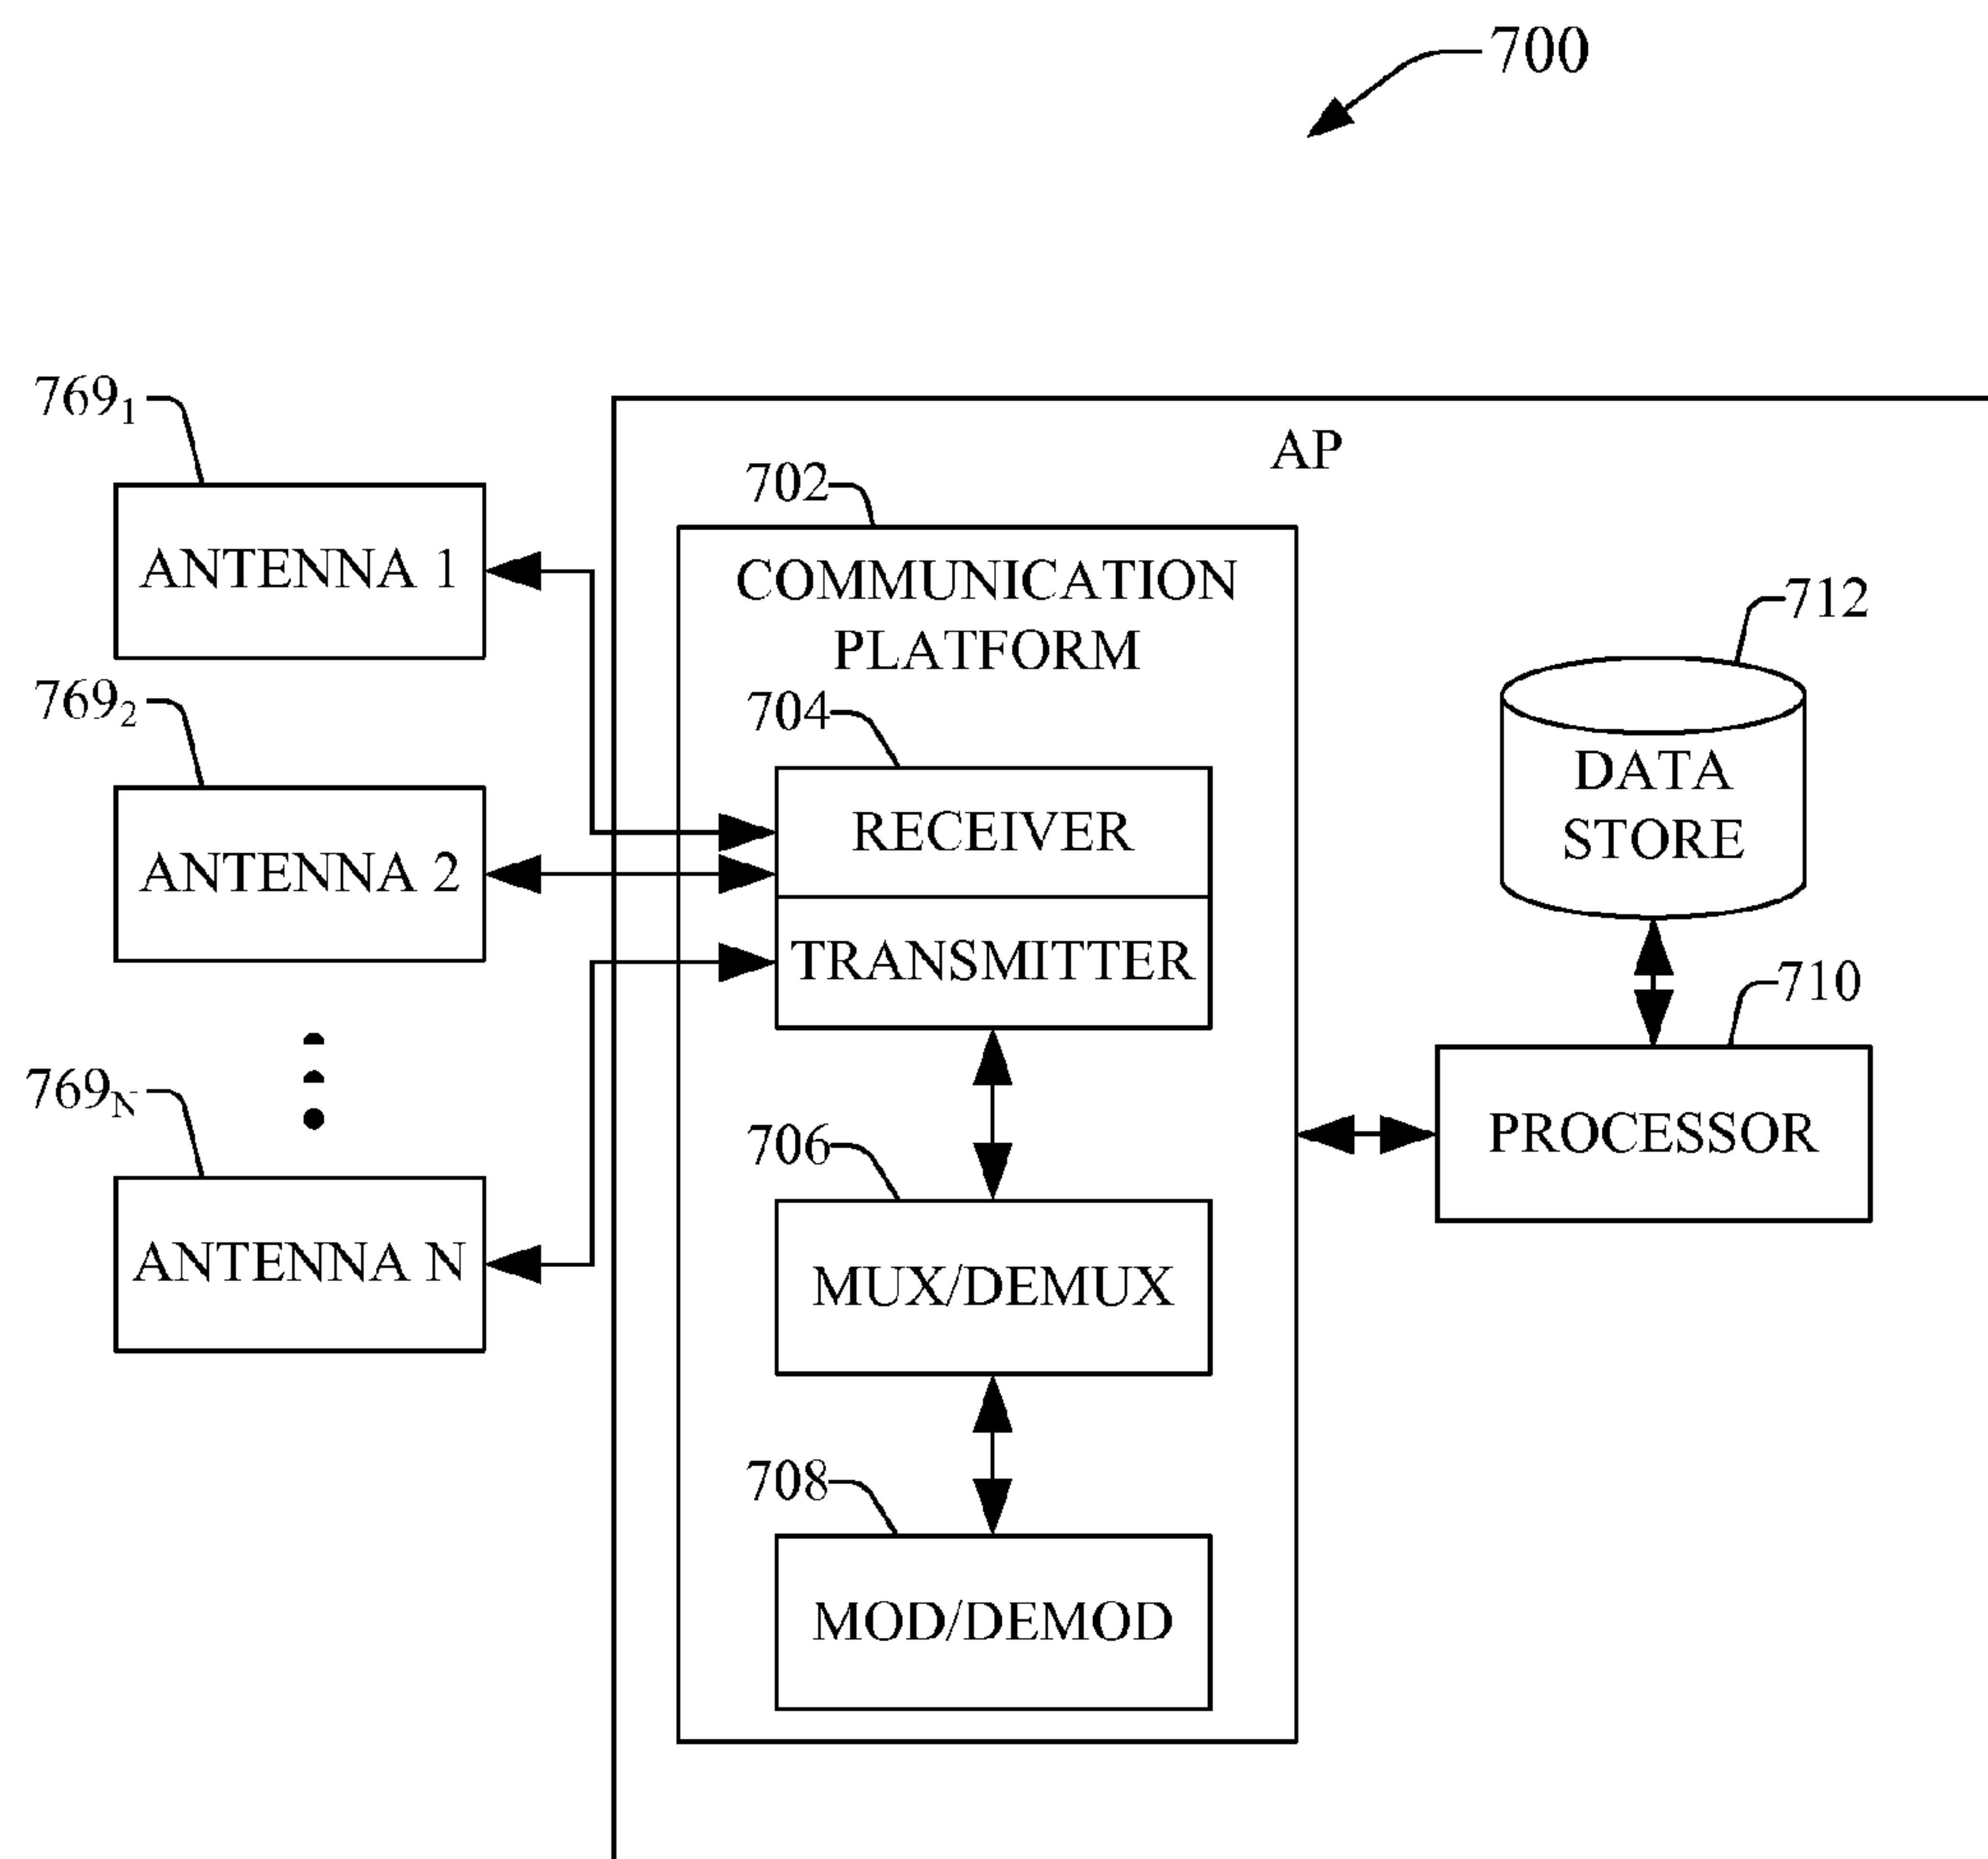 700
769₁
AP
702
ANTENNA 1
COMMUNICATION
PLATFORM
712
769₂
704
DATA
STORE
RECEIVER
ANTENNA 2
TRANSMITTER
710
769N
706
PROCESSOR
ANTENNA N
MUX/DEMUX
708
MOD/DEMOD